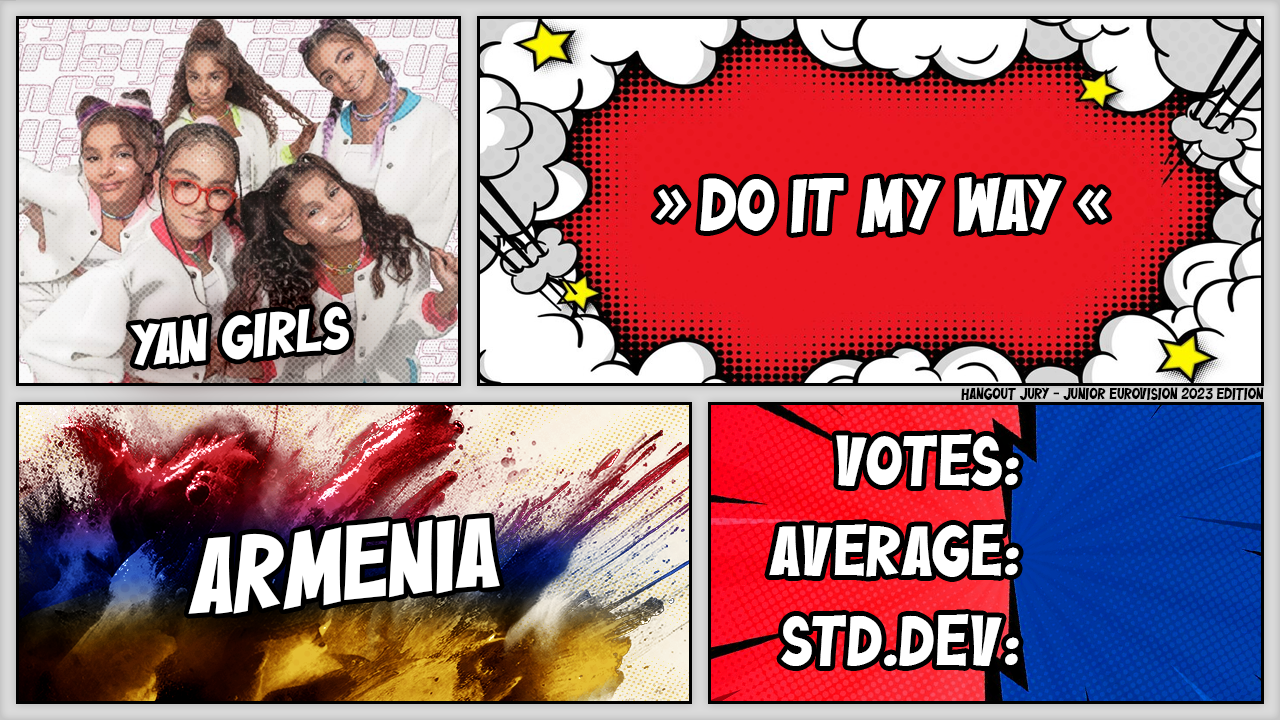 YAN GIRLS
» DO IT MY WAY «
HANGOUT JURY - JUNIOR EUROVISION 2023 EDITION
ARMENIA
VOTES:
AVERAGE:
STD.DEV: